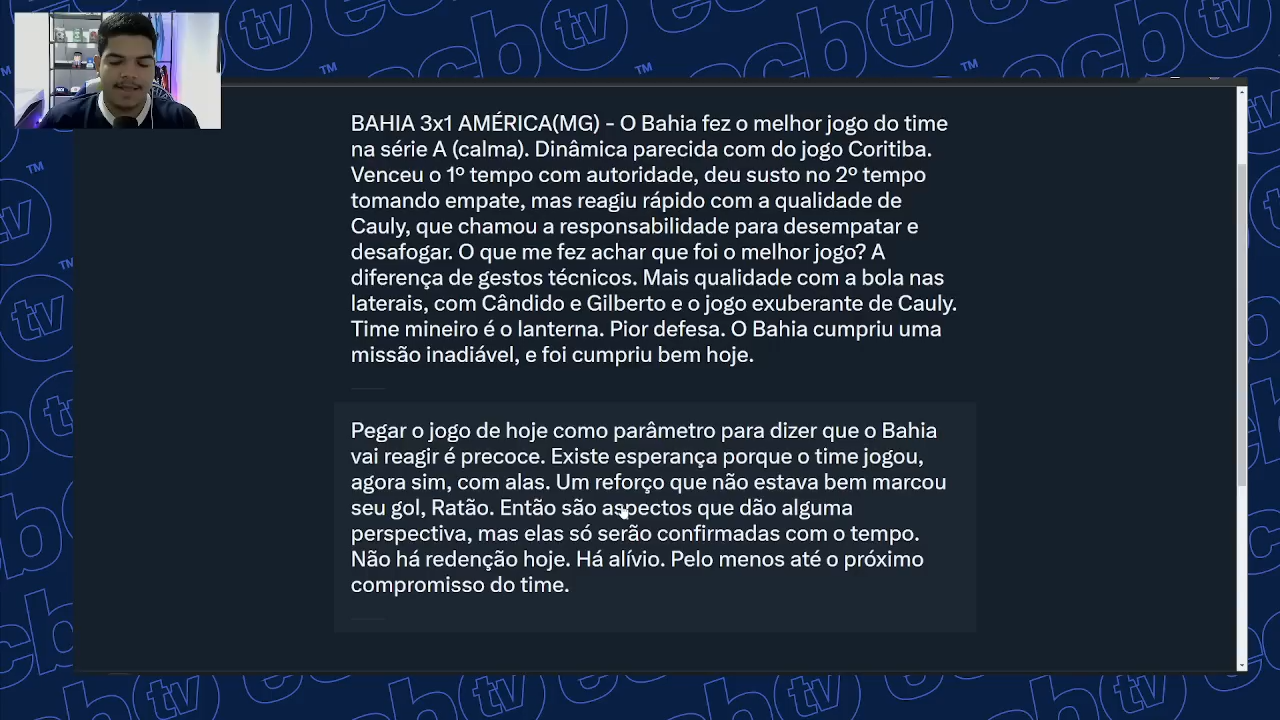 BAHIA 3x1 AMÉRICA(MG) - O Bahia fez o melhor jogo do time
na série A (calma). Dinâmica parecida com do jogo Coritiba.
Venceu o 1º tempo com autoridade, deu susto no 2º tempo
tomando empate, mas reagiu rápido com a qualidade de
Cauly, que chamou a responsabilidade para desempatar e
desafogar. O que me fez achar que foi o melhor jogo? A
diferença de gestos técnicos. Mais qualidade com a bola nas
laterais, com Cândido e Gilberto e o jogo exuberante de Cauly.
Time mineiro é o lanterna. Pior defesa. O Bahia cumpriu uma
missão inadiável, e foi cumpriu bem hoje.
Pegar o jogo de hoje como parâmetro para dizer que o Bahia
vai reagir é precoce. Existe esperança porque o time jogou,
agora sim, com alas. Um reforço que não estava bem marcou
seu gol, Ratão. Então são aspectos que dão alguma
perspectiva, mas elas só serão confirmadas com o tempo.
Não há redenção hoje. Há alívio. Pelo menos até o próximo
compromisso do time.